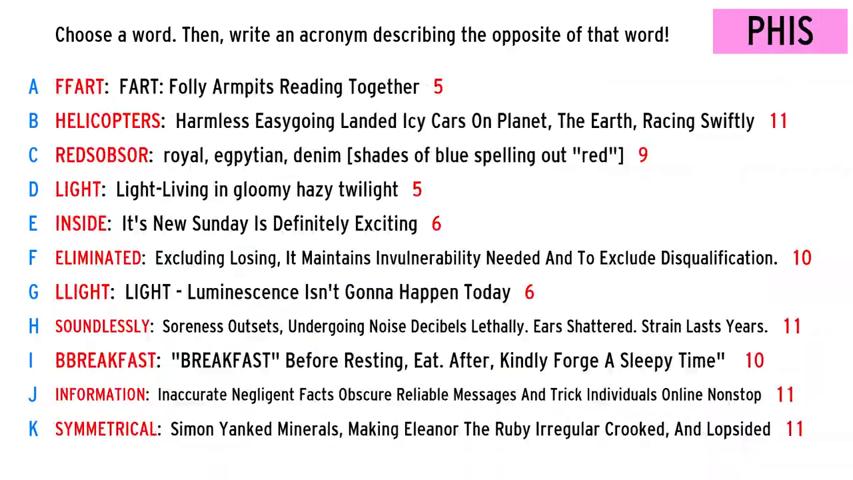 Choose a word. Then, write an acronym describing the opposite of that word!
PHIS
A FFART: FART: Folly Armpits Reading Together 5
B HELICOPTERS: Harmless Easygoing Landed Icy Cars On Planet, The Earth, Racing Swiftly 11
C REDSOBSOR: royal, egpytian, denim [shades of blue spelling out "red"] 9
D LIGHT: Light-Living in gloomy hazy twilight 5
E INSIDE: It's New Sunday Is Definitely Exciting 6
F ELIMINATED: Excluding Losing, It Maintains Invulnerability Needed And To Exclude Disqualification. 10
G LLIGHT: LIGHT - Luminescence Isn't Gonna Happen Today 6
H SOUNDLESSLY: Soreness Outsets, Undergoing Noise Decibels Lethally. Ears Shattered. Strain Lasts Years. 11
I BBREAKFAST: "BREAKFAST" Before Resting, Eat. After, Kindly Forge A Sleepy Time" 10
J INFORMATION: Inaccurate Negligent Facts Obscure Reliable Messages And Trick Individuals Online Nonstop 11
K SYMMETRICAL: Simon Yanked Minerals, Making Eleanor The Ruby Irregular Crooked, And Lopsided 11